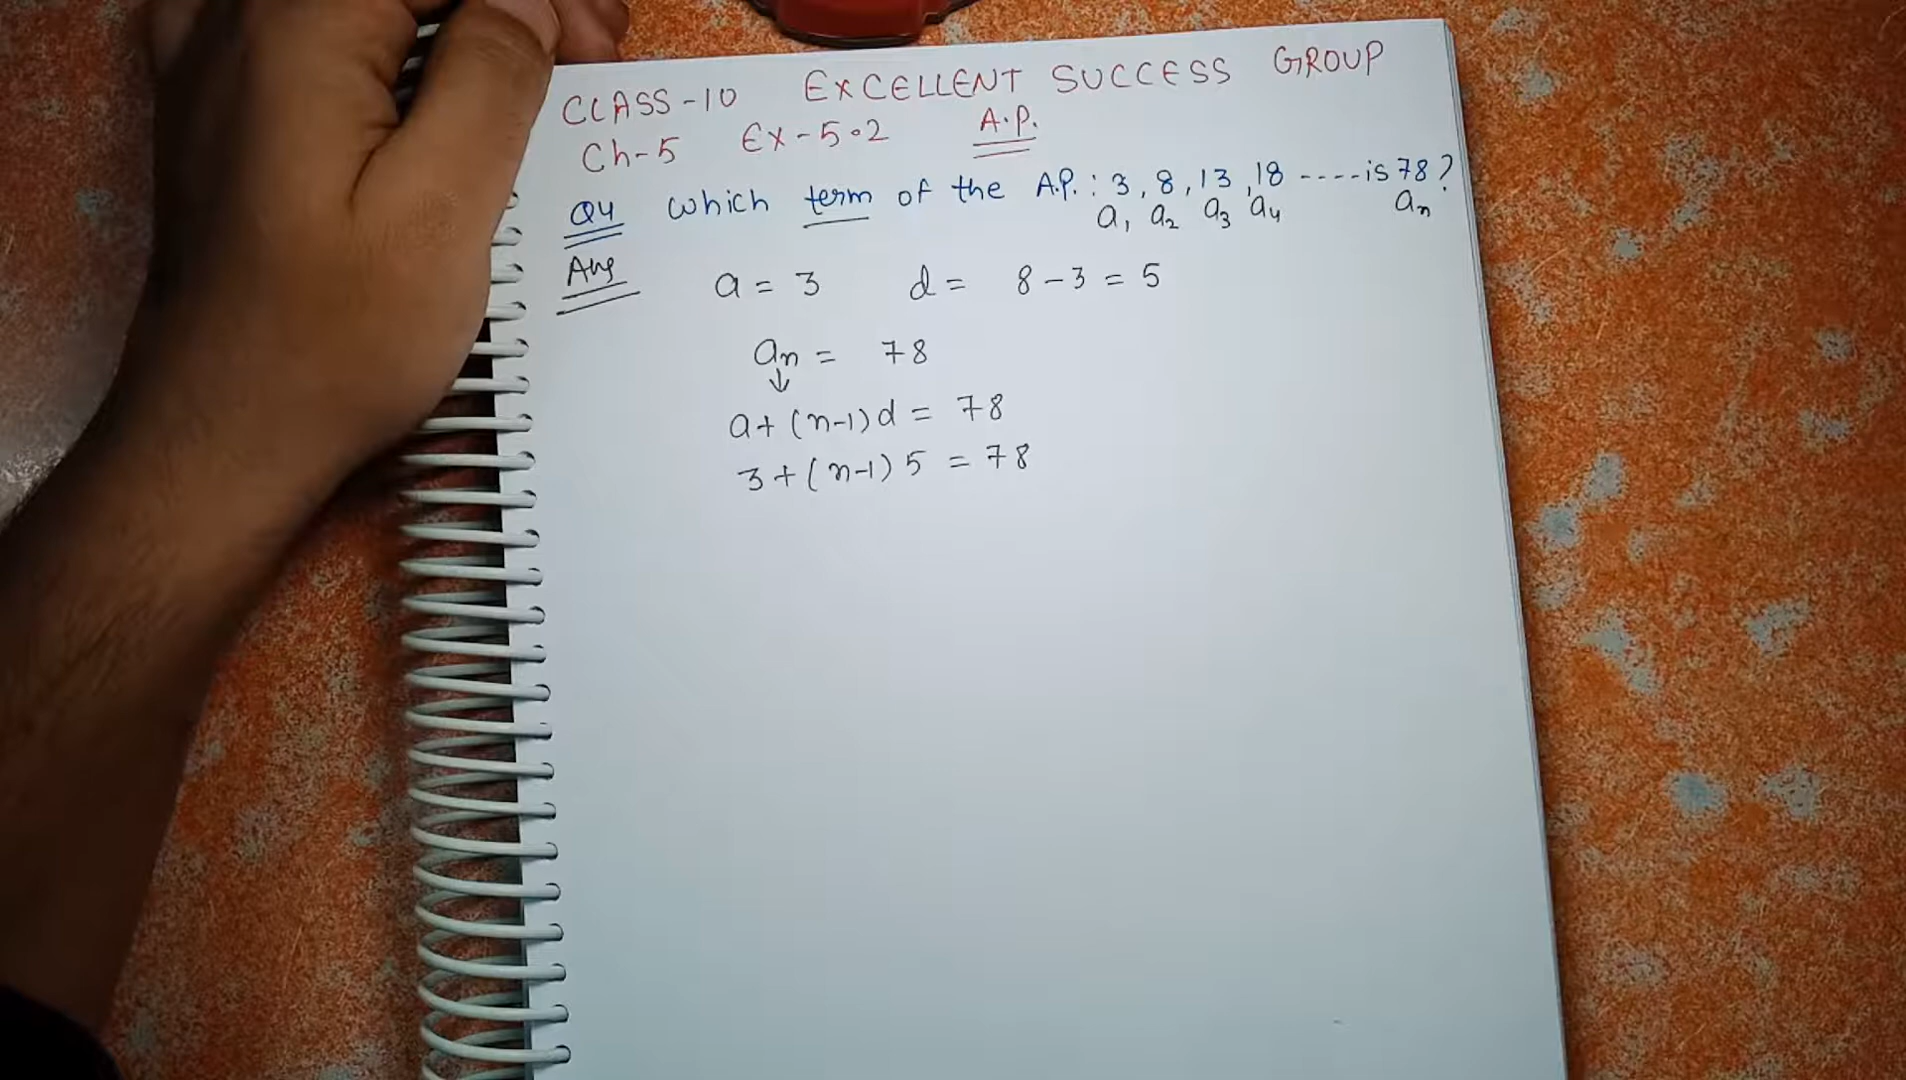 CLASS-10 EXCELLENT SUCCESS GROUP
Ch-5 Ex-5.2 A.P.
Q4 which term of the A.P. : 3, 8, 13, 18 ----is 78?
a₁ a₂ a₃ a₄ aₙ
Ans a = 3 d = 8 - 3 = 5
aₙ = 78
↓
a+(n-1)d = 78
3+(n-1) 5 = 78